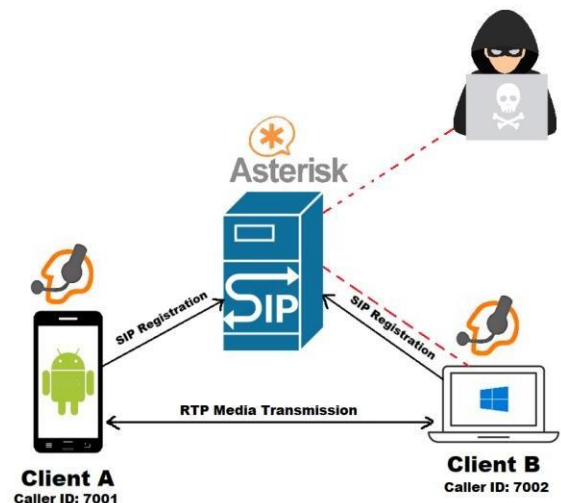 Asterisk
SIP
SIP Registration
SIP Registration
RTP Media Transmission
Client A
Caller ID: 7001
Client B
Caller ID: 7002